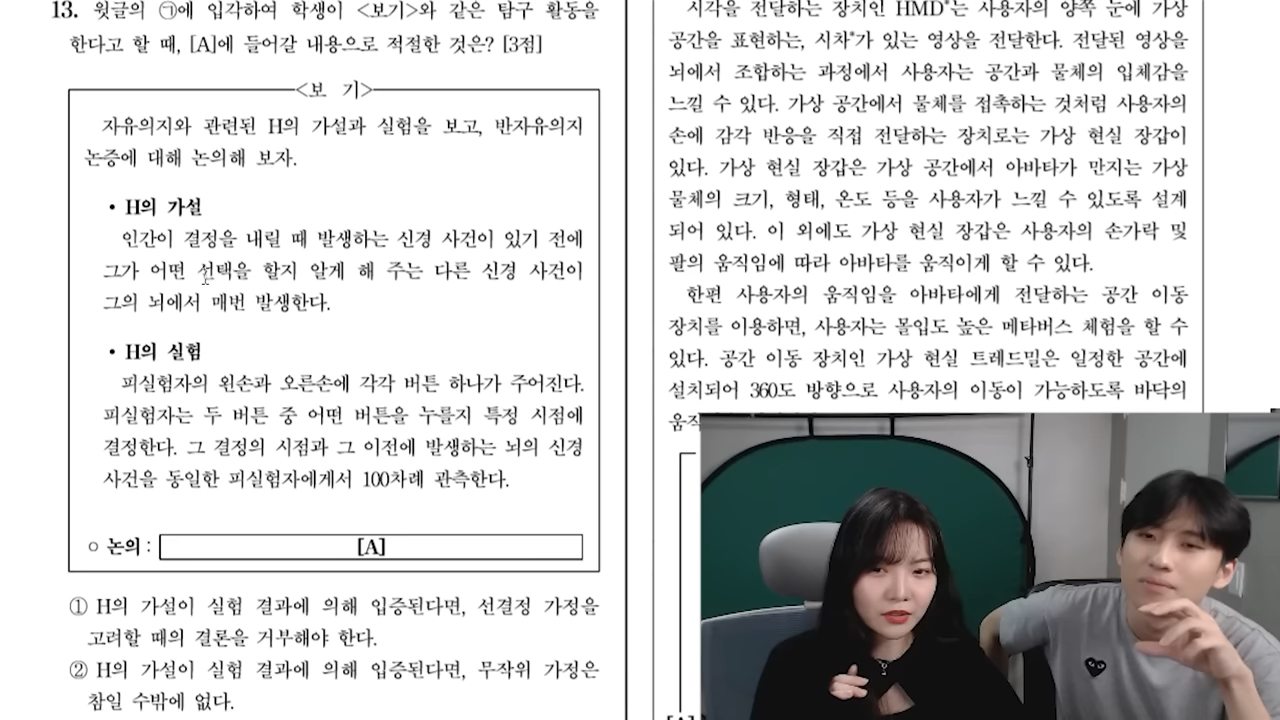 13. 윗글의 ㉠에 입각하여 학생이 <보기>와 같은 탐구 활동을
한다고 할 때, [A]에 들어갈 내용으로 적절한 것은? [3점]
<보 기>
자유의지와 관련된 H의 가설과 실험을 보고, 반자유의지
논증에 대해 논의해 보자.
• H의 가설
인간이 결정을 내릴 때 발생하는 신경 사건이 있기 전에
그가 어떤 선택을 할지 알게 해 주는 다른 신경 사건이
그의 뇌에서 매번 발생한다.
• H의 실험
피실험자의 왼손과 오른손에 각각 버튼 하나가 주어진다.
피실험자는 두 버튼 중 어떤 버튼을 누를지 특정 시점에
결정한다. 그 결정의 시점과 그 이전에 발생하는 뇌의 신경
사건을 동일한 피실험자에게서 100차례 관측한다.
○ 논의 : [A]
① H의 가설이 실험 결과에 의해 입증된다면, 선결정 가정을
고려할 때의 결론을 거부해야 한다.
② H의 가설이 실험 결과에 의해 입증된다면, 무작위 가정은
참일 수밖에 없다.
시각을 전달하는 장치인 HMD*는 사용자의 양쪽 눈에 가상
공간을 표현하는, 시차*가 있는 영상을 전달한다. 전달된 영상을
뇌에서 조합하는 과정에서 사용자는 공간과 물체의 입체감을
느낄 수 있다. 가상 공간에서 물체를 접촉하는 것처럼 사용자의
손에 감각 반응을 직접 전달하는 장치로는 가상 현실 장갑이
있다. 가상 현실 장갑은 가상 공간에서 아바타가 만지는 가상
물체의 크기, 형태, 온도 등을 사용자가 느낄 수 있도록 설계
되어 있다. 이 외에도 가상 현실 장갑은 사용자의 손가락 및
팔의 움직임에 따라 아바타를 움직이게 할 수 있다.
한편 사용자의 움직임을 아바타에게 전달하는 공간 이동
장치를 이용하면, 사용자는 몰입도 높은 메타버스 체험을 할 수
있다. 공간 이동 장치인 가상 현실 트레드밀은 일정한 공간에
설치되어 360도 방향으로 사용자의 이동이 가능하도록 바닥의